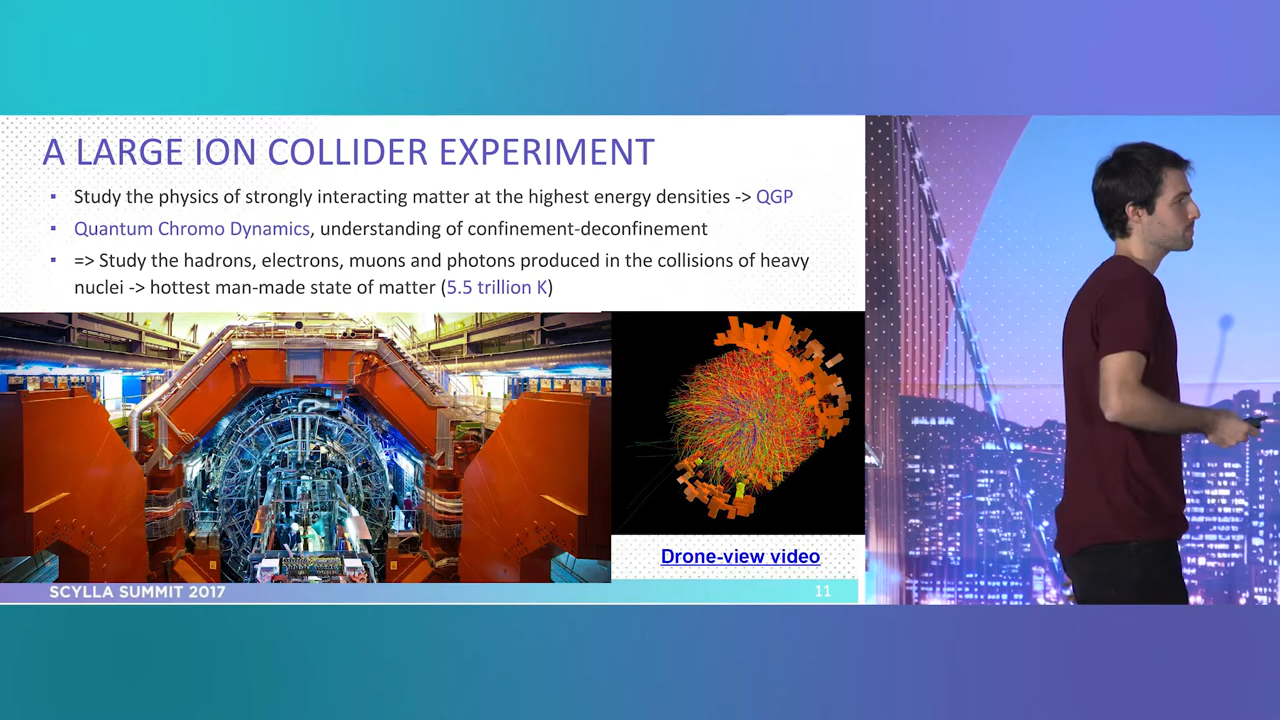 A LARGE ION COLLIDER EXPERIMENT
▪ Study the physics of strongly interacting matter at the highest energy densities -> QGP
▪ Quantum Chromo Dynamics, understanding of confinement-deconfinement
▪ => Study the hadrons, electrons, muons and photons produced in the collisions of heavy
nuclei -> hottest man-made state of matter (5.5 trillion K)
Drone-view video
SCYLLA SUMMIT 2017
11